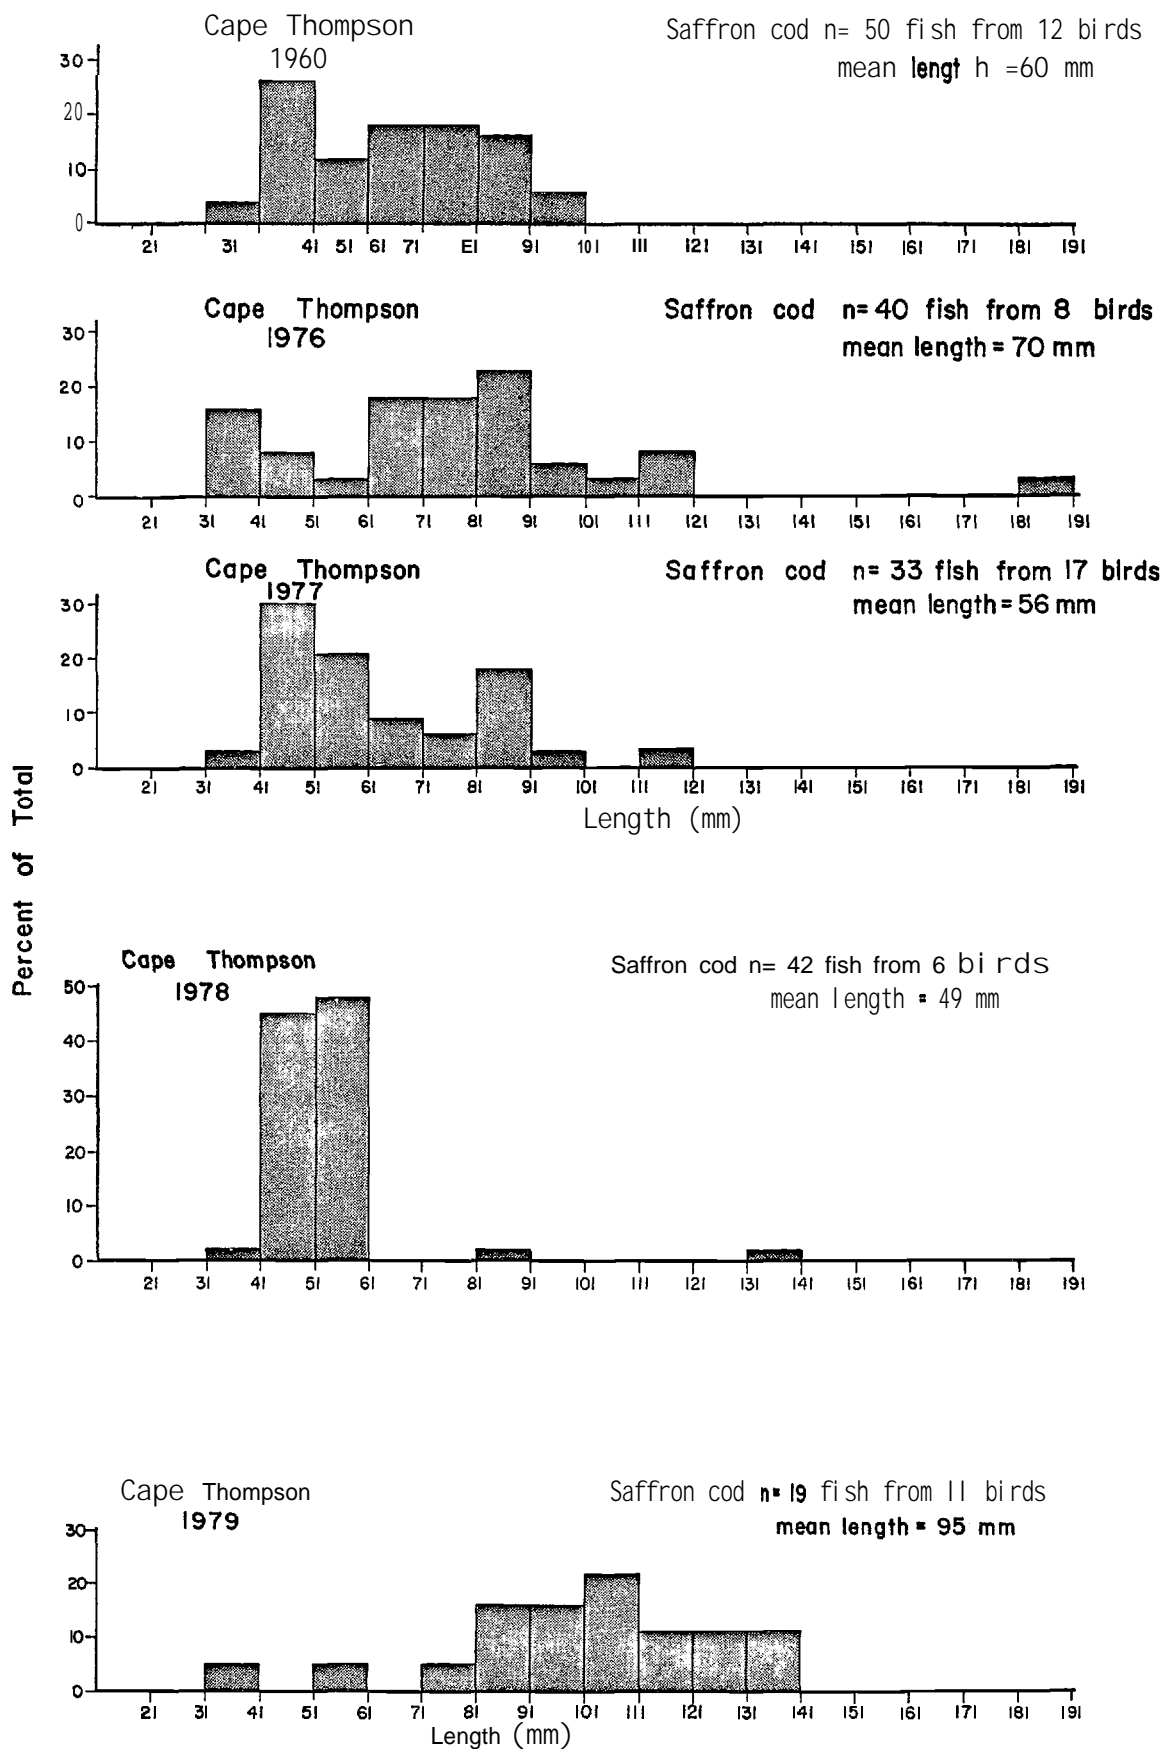 Cape Thompson
1960
Saffron cod n= 50 fish from 12 birds
mean lengt h =60 mm
30
20
10
0
21 31 41 51 61 71 E1 91 101 111 121 131 141 151 161 171 181 191
Cape Thompson
1976
Saffron cod n=40 fish from 8 birds
mean length=70 mm
30
20
10
0
21 31 41 51 61 71 81 91 101 111 121 131 141 151 161 171 181 191
Cape Thompson
1977
Saffron cod n= 33 fish from 17 birds
mean length=56 mm
30
20
10
0
21 31 41 51 61 71 81 91 101 111 121 131 141 151 161 171 181 191
Length (mm)
Percent of Total
Cape Thompson
1978
Saffron cod n= 42 fish from 6 birds
mean length = 49 mm
50
40
30
20
10
0
21 31 41 51 61 71 81 91 101 111 121 131 141 151 161 171 181 191
Cape Thompson
1979
Saffron cod n= 19 fish from 11 birds
mean length = 95 mm
30
20
10
0
21 31 41 51 61 71 81 91 101 111 121 131 141 151 161 171 181 191
Length (mm)